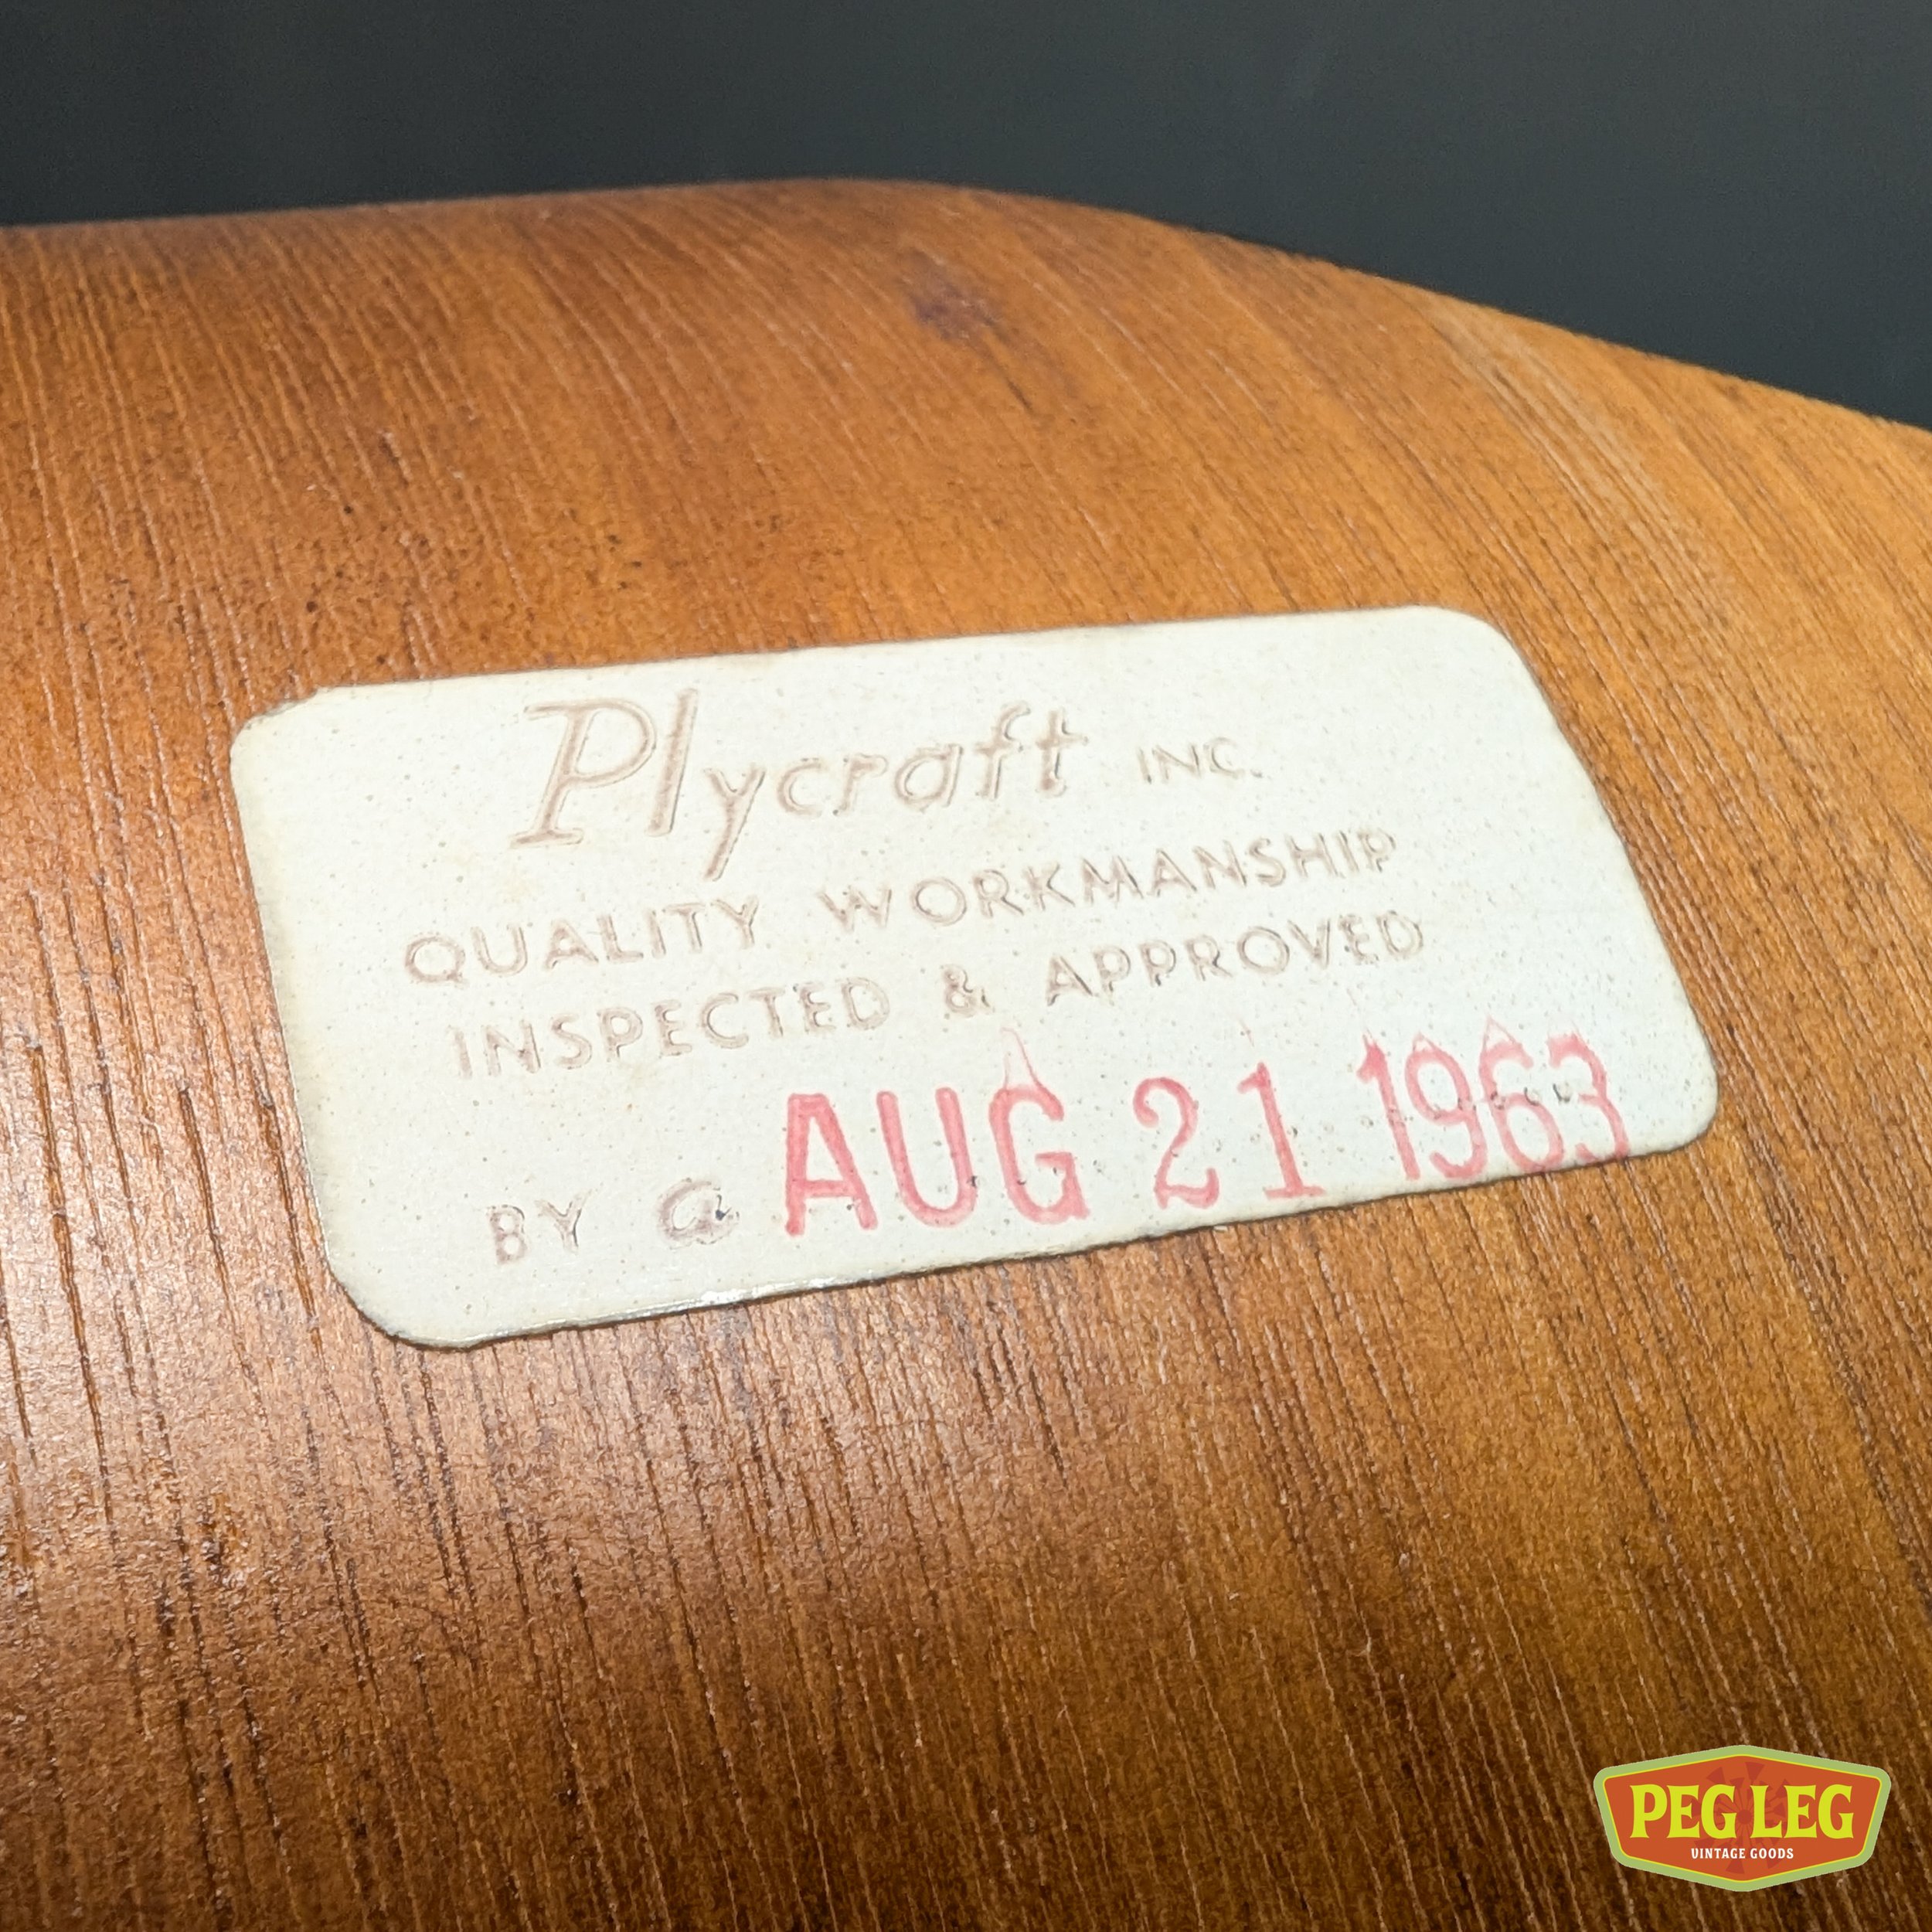 Plycraft INC.
QUALITY WORKMANSHIP
INSPECTED & APPROVED
BY a AUG 21 1963
PEG LEG
VINTAGE GOODS